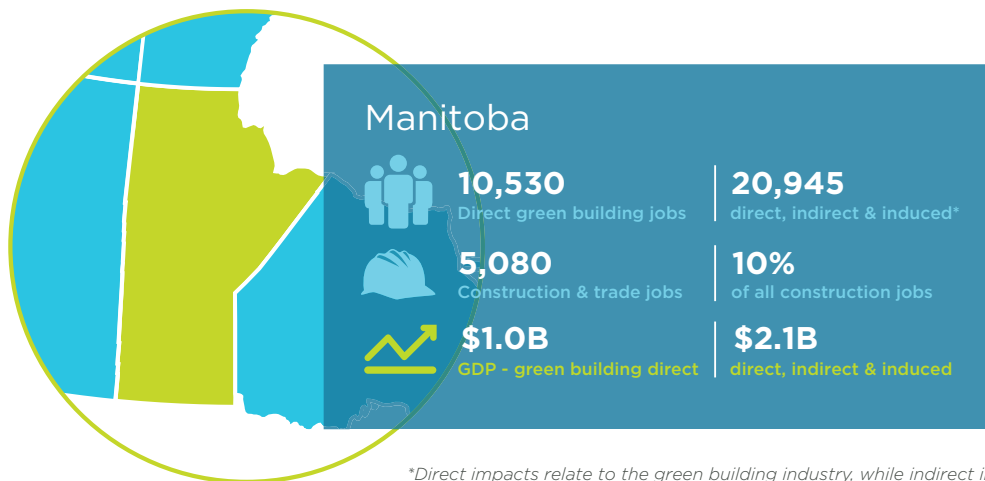 Manitoba
10,530
Direct green building jobs
20,945
direct, indirect & induced*
5,080
Construction & trade jobs
10%
of all construction jobs
$1.0B
GDP - green building direct
$2.1B
direct, indirect & induced
*Direct impacts relate to the green building industry, while indirect